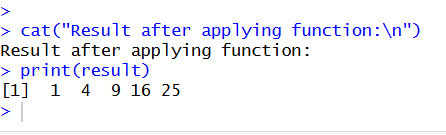 >
> cat("Result after applying function:\n")
Result after applying function:
> print(result)
[1]  1  4  9 16 25
>